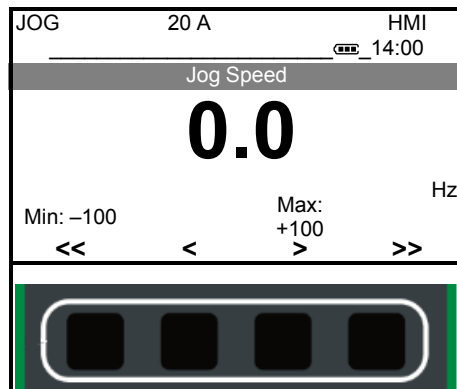 JOG 20 A HMI
14:00
Jog Speed
0.0
Hz
Min: –100 Max: +100
<< < > >>